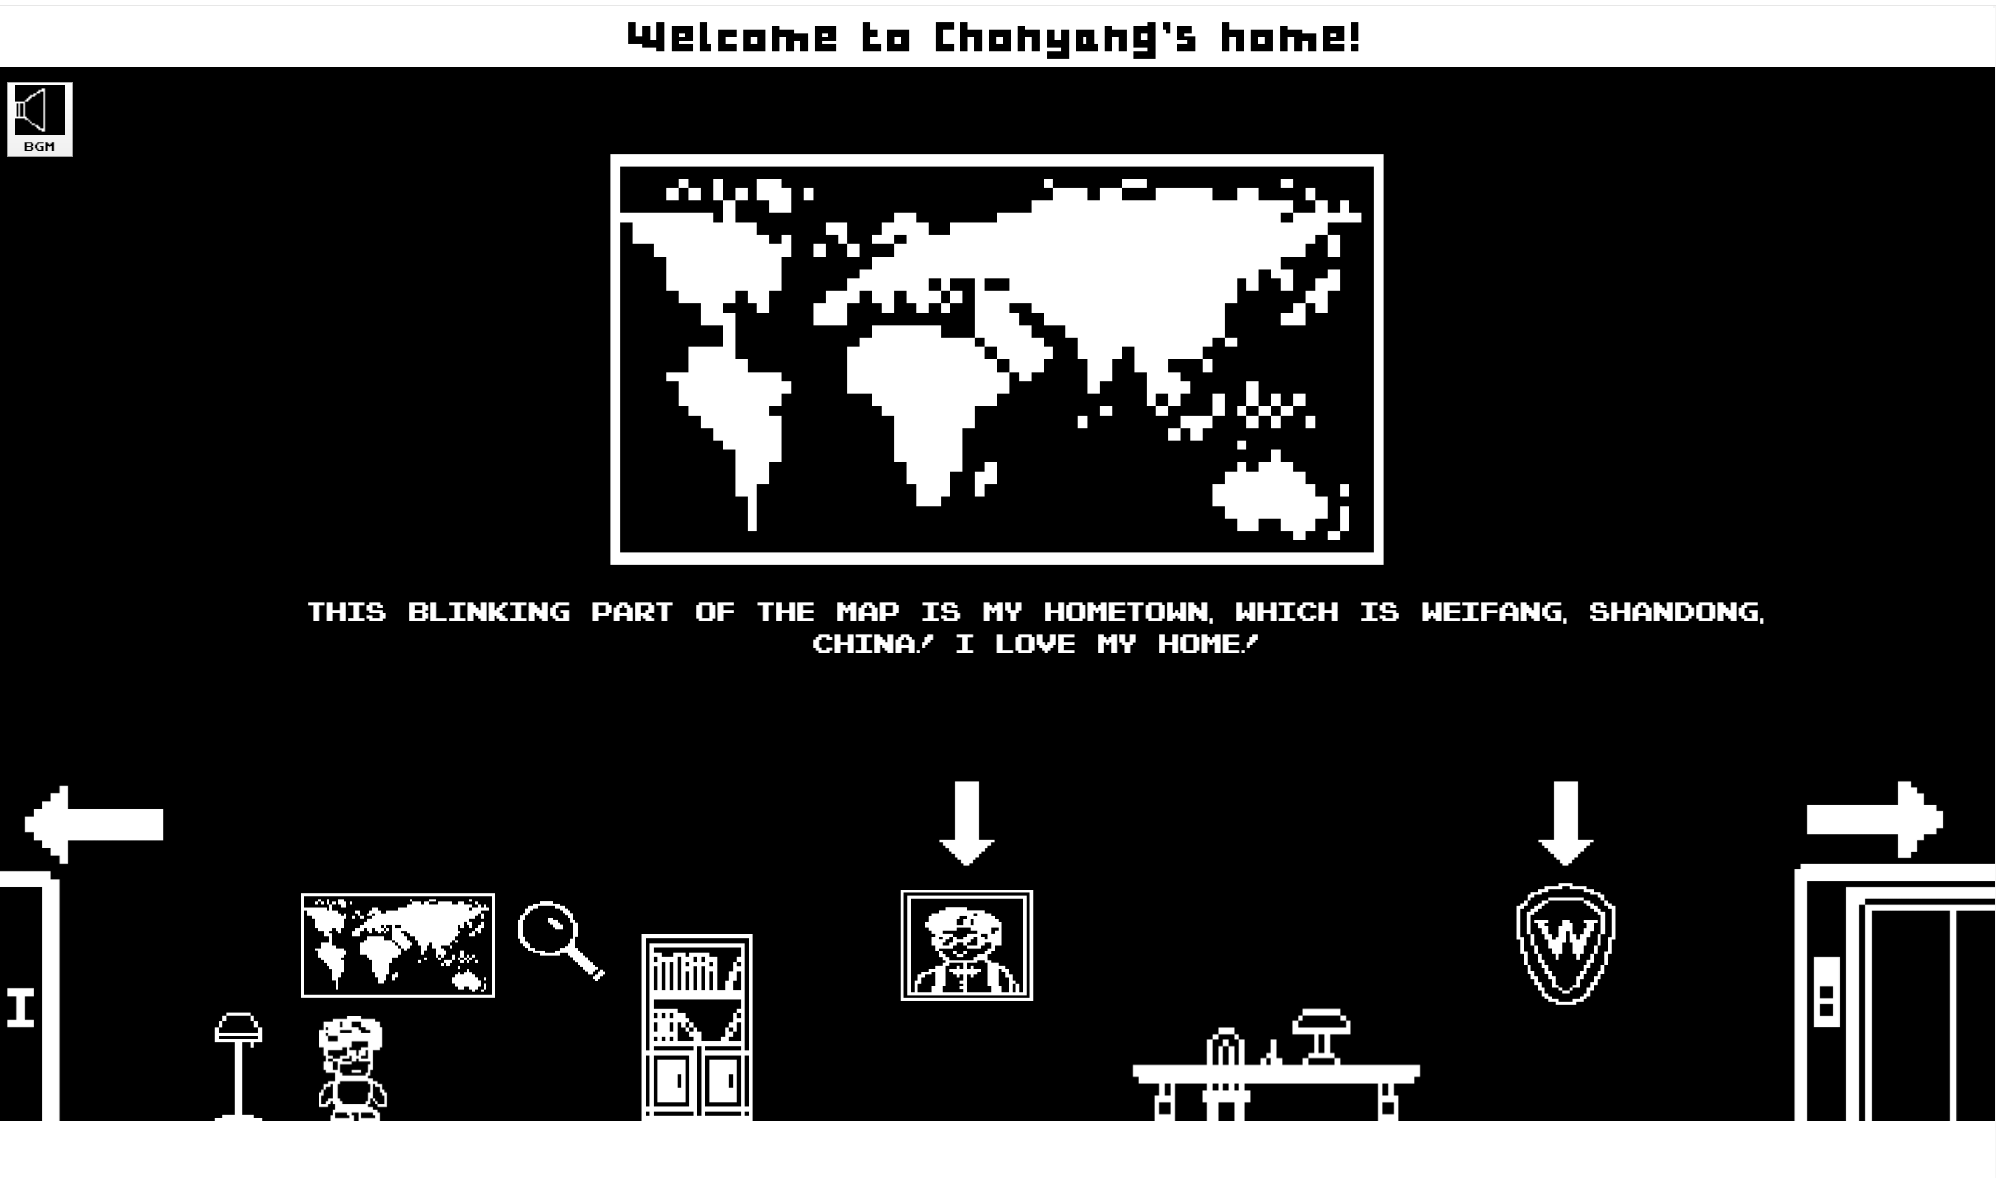 Welcome to Chonyang's home!
BGM
THIS BLINKING PART OF THE MAP IS MY HOMETOWN, WHICH IS WEIFANG, SHANDONG,
CHINA! I LOVE MY HOME!
W
I